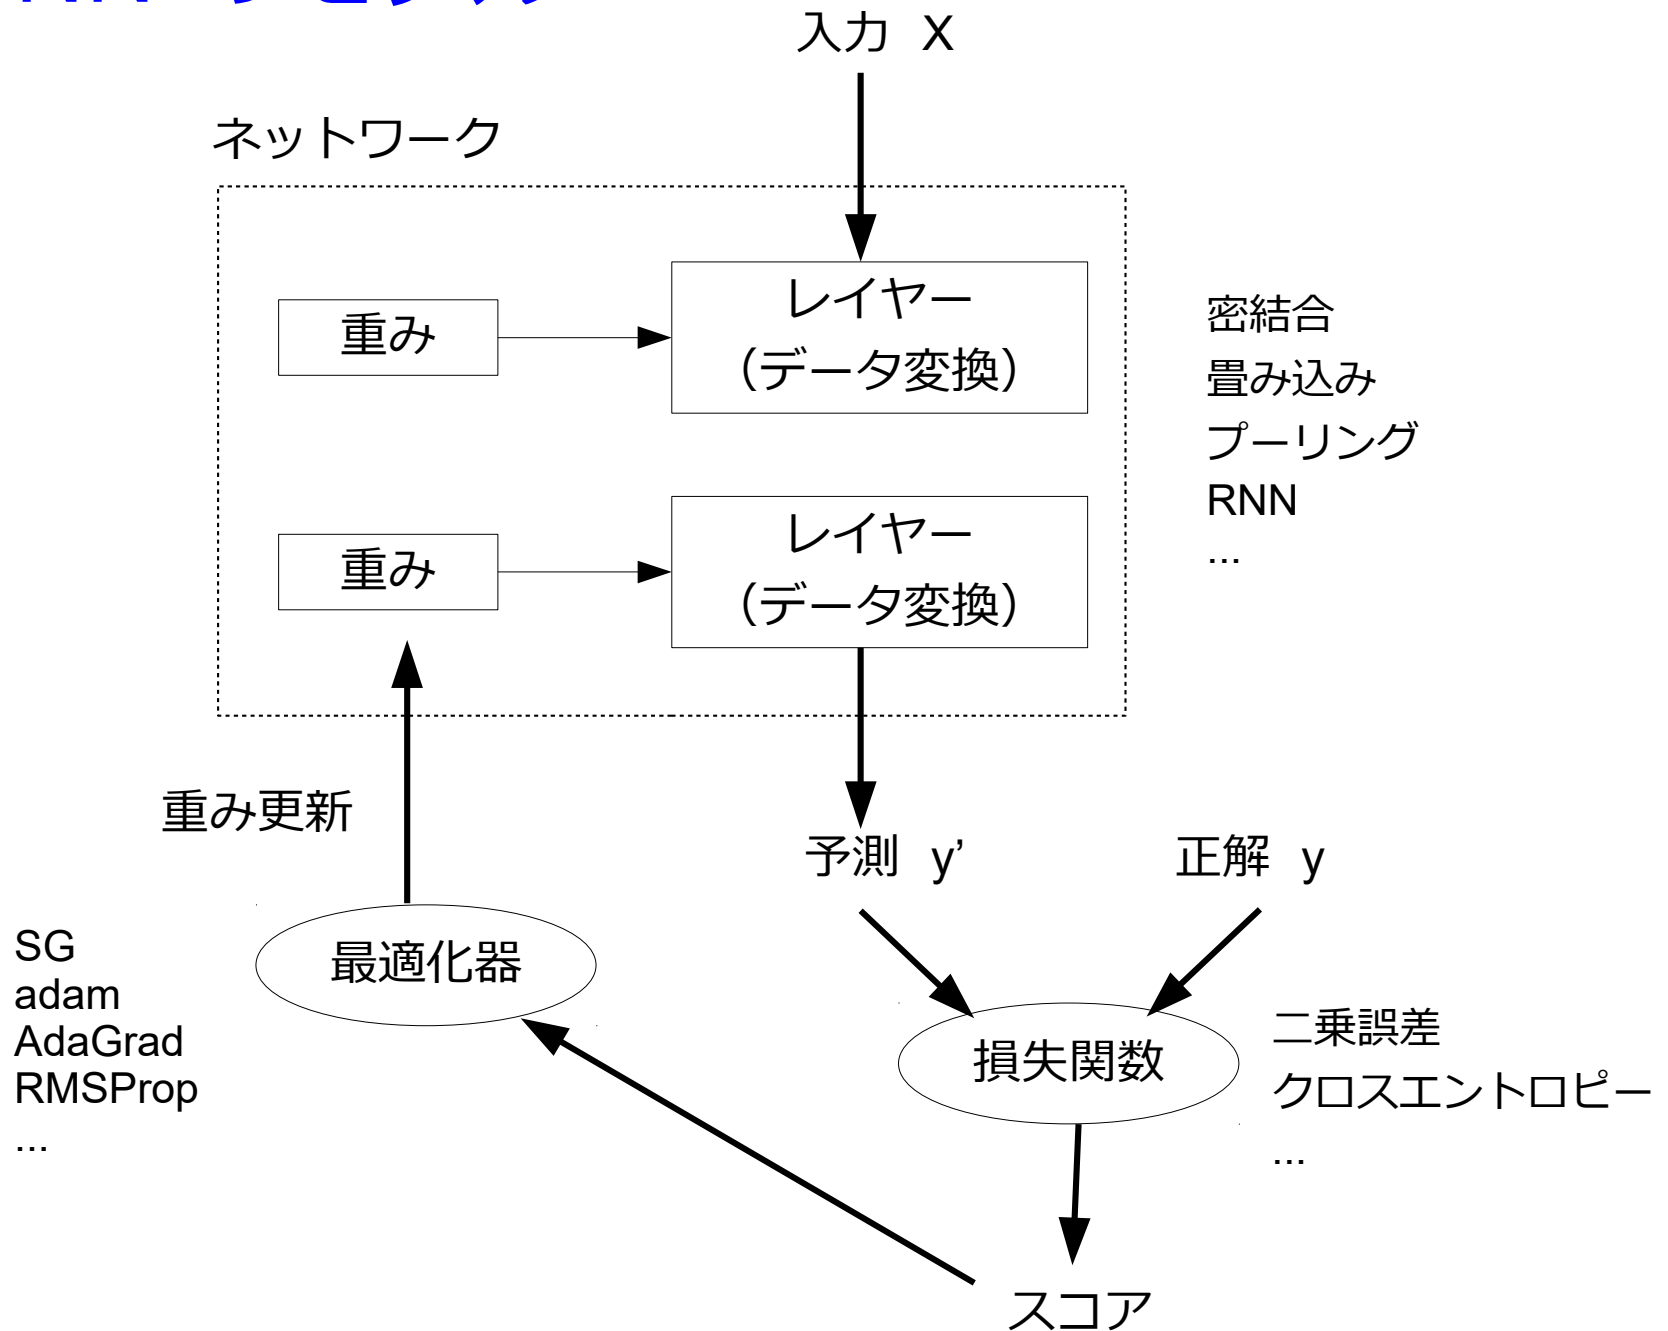 入力 X
ネットワーク
重み
レイヤー
(データ変換)
密結合
畳み込み
プーリング
RNN
...
重み
レイヤー
(データ変換)
重み更新
予測 y’
正解 y
SG
adam
AdaGrad
RMSProp
...
最適化器
損失関数
二乗誤差
クロスエントロピー
...
スコア